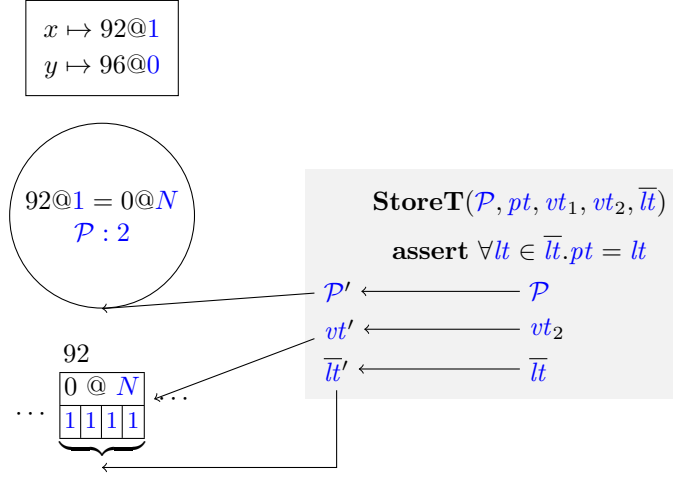 x ↦ 92@1
y ↦ 96@0
92@1 = 0@N
𝒫 : 2
StoreT(𝒫, pt, vt₁, vt₂, l̅t̅)
assert ∀lt ∈ l̅t̅.pt = lt
𝒫′ ← 𝒫
vt′ ← vt₂
l̅t̅′ ← l̅t̅
92
0 @ N
... 1 1 1 1 ...